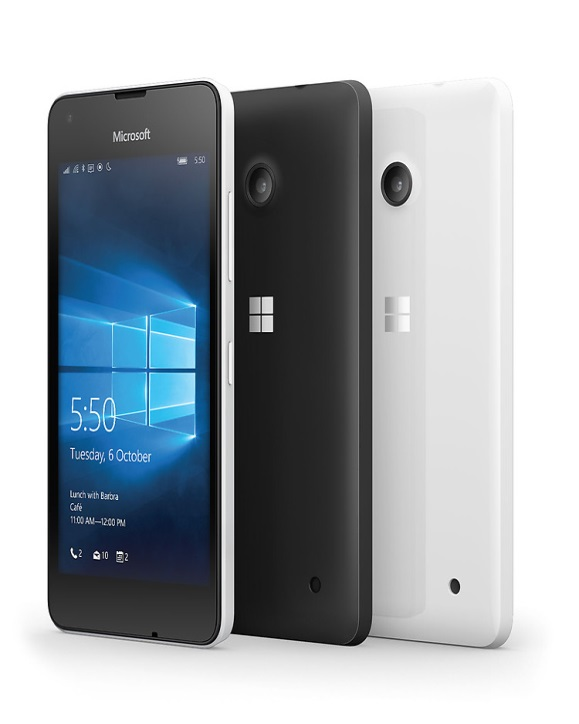 Microsoft
5:50
5:50
Tuesday, 6 October
Lunch with Barbra
Café
11:00 AM—12:00 PM
2 10 2